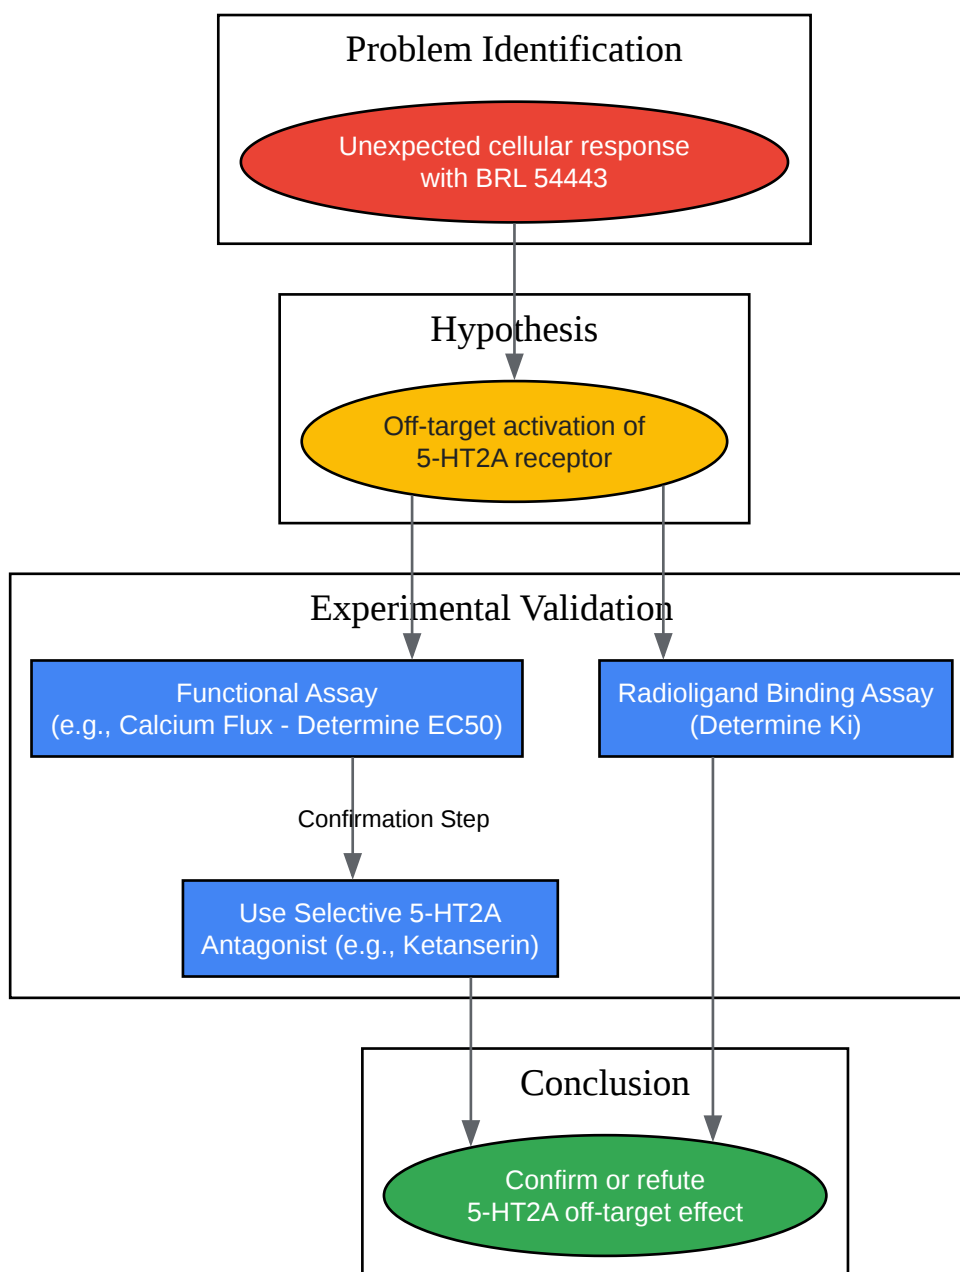 Problem Identification
Unexpected cellular response
with BRL 54443
Hypothesis
Off-target activation of
5-HT2A receptor
Experimental Validation
Functional Assay
(e.g., Calcium Flux - Determine EC50)
Radioligand Binding Assay
(Determine Ki)
Confirmation Step
Use Selective 5-HT2A
Antagonist (e.g., Ketanserin)
Conclusion
Confirm or refute
5-HT2A off-target effect